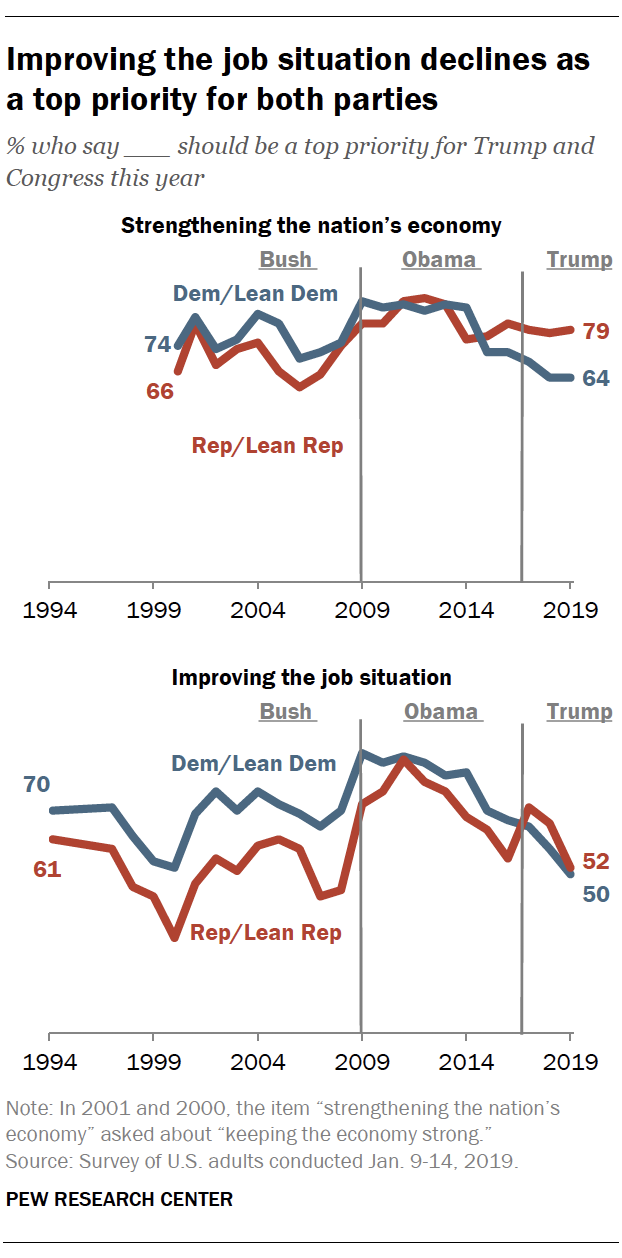 Improving the job situation declines as
a top priority for both parties
% who say ____ should be a top priority for Trump and
Congress this year
Strengthening the nation's economy
Bush Obama Trump
Dem/Lean Dem
74
79
66
64
Rep/Lean Rep
1994 1999 2004 2009 2014 2019
Improving the job situation
Bush Obama Trump
Dem/Lean Dem
70
61
52
50
Rep/Lean Rep
1994 1999 2004 2009 2014 2019
Note: In 2001 and 2000, the item “strengthening the nation's
economy” asked about “keeping the economy strong.”
Source: Survey of U.S. adults conducted Jan. 9-14, 2019.
PEW RESEARCH CENTER